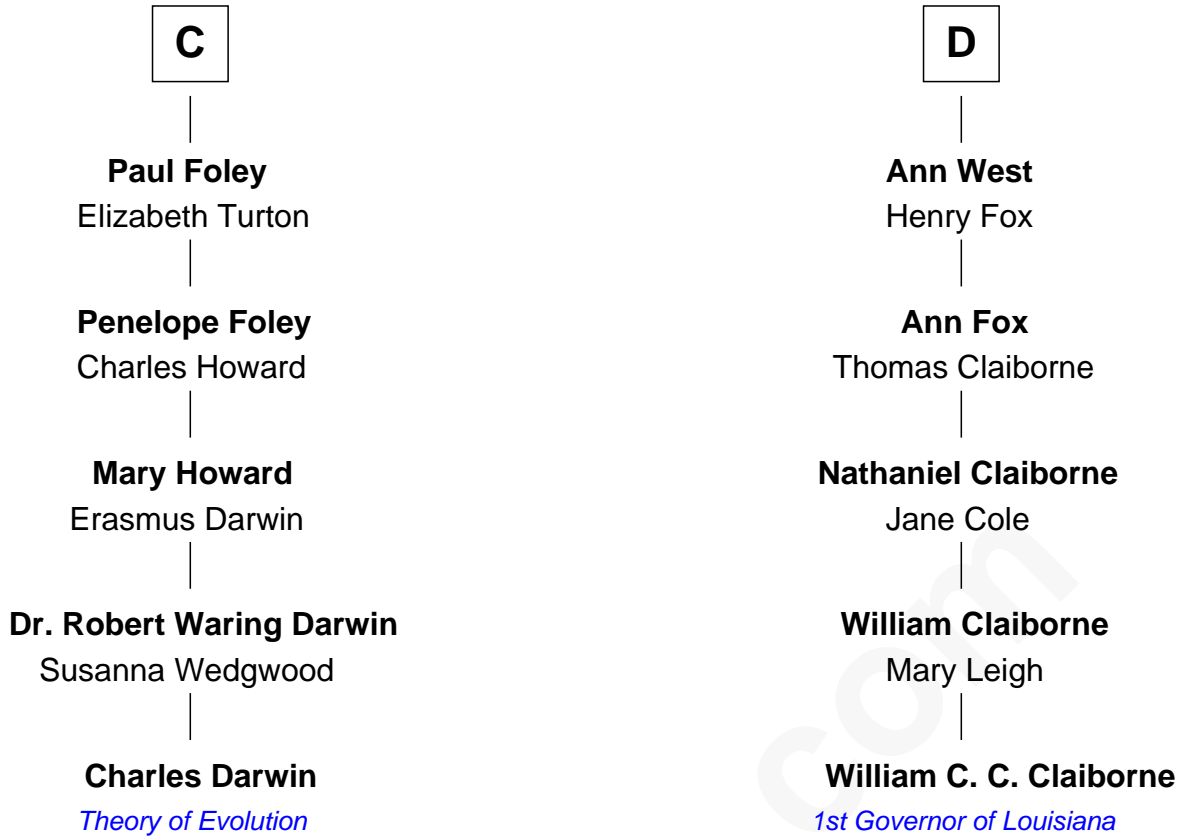 C
Paul Foley
Elizabeth Turton
Penelope Foley
Charles Howard
Mary Howard
Erasmus Darwin
Dr. Robert Waring Darwin
Susanna Wedgwood
Charles Darwin
Theory of Evolution
D
Ann West
Henry Fox
Ann Fox
Thomas Claiborne
Nathaniel Claiborne
Jane Cole
William Claiborne
Mary Leigh
William C. C. Claiborne
1st Governor of Louisiana
com